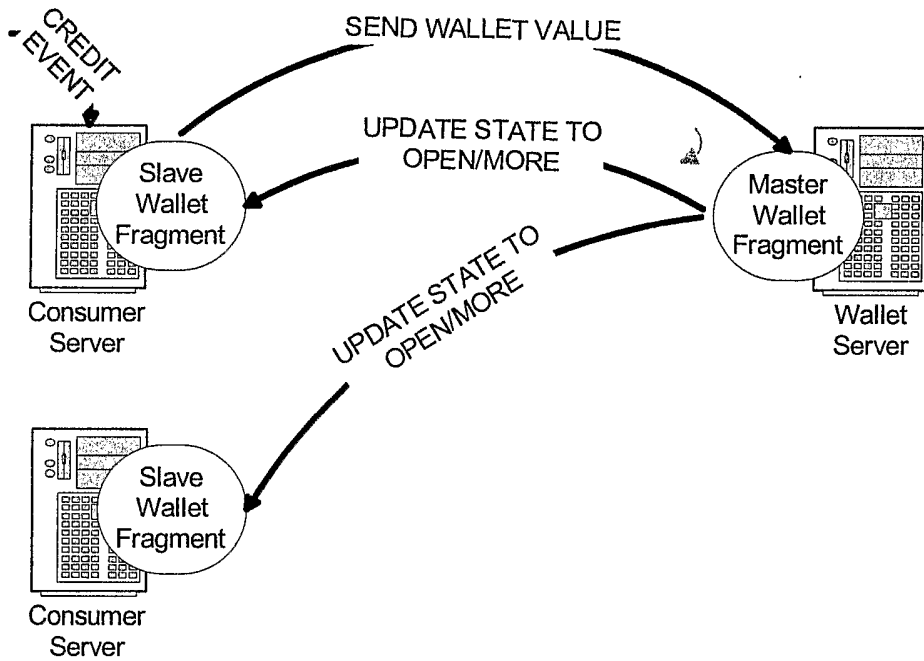 CREDIT
EVENT
SEND WALLET VALUE
UPDATE STATE TO
OPEN/MORE
Slave
Wallet
Fragment
Master
Wallet
Fragment
Consumer
Server
Wallet
Server
UPDATE STATE TO
OPEN/MORE
Slave
Wallet
Fragment
Consumer
Server